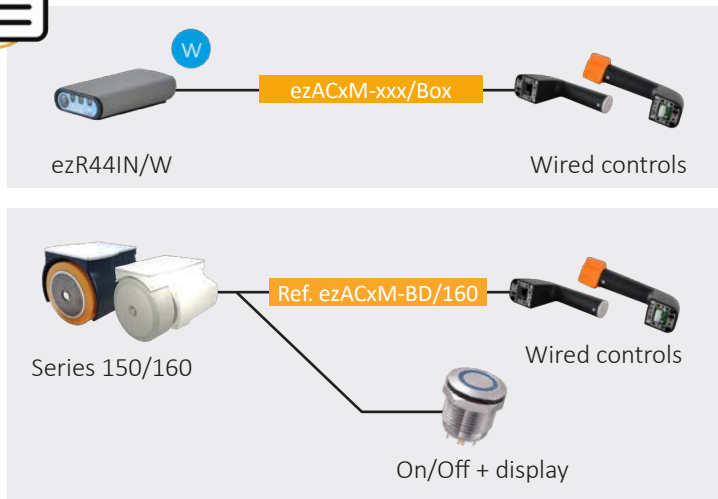 W
ezACxM-xxx/Box
ezR44IN/W
Wired controls
Ref. ezACxM-BD/160
Series 150/160
Wired controls
On/Off + display